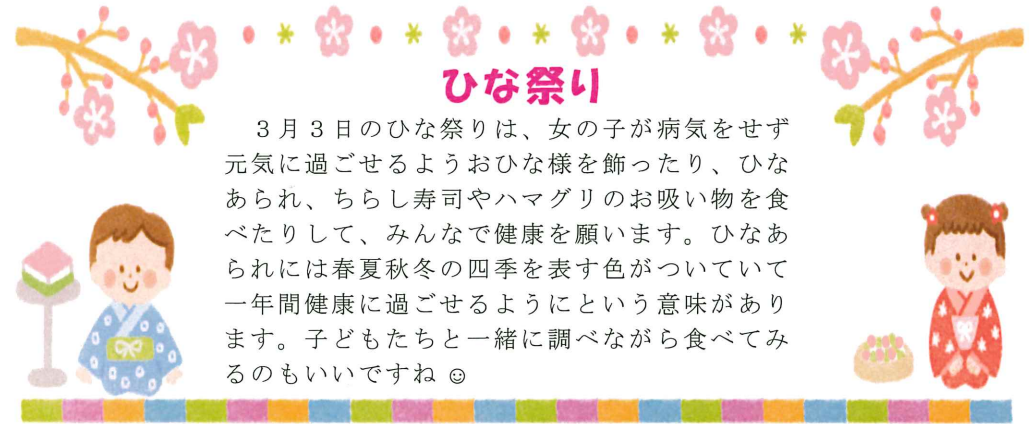 ひな祭り
　３月３日のひな祭りは、女の子が病気をせず
元気に過ごせるようおひな様を飾ったり、ひな
あられ、ちらし寿司やハマグリのお吸い物を食
べたりして、みんなで健康を願います。ひなあ
られには春夏秋冬の四季を表す色がついていて
一年間健康に過ごせるようにという意味があり
ます。子どもたちと一緒に調べながら食べてみ
るのもいいですね☺